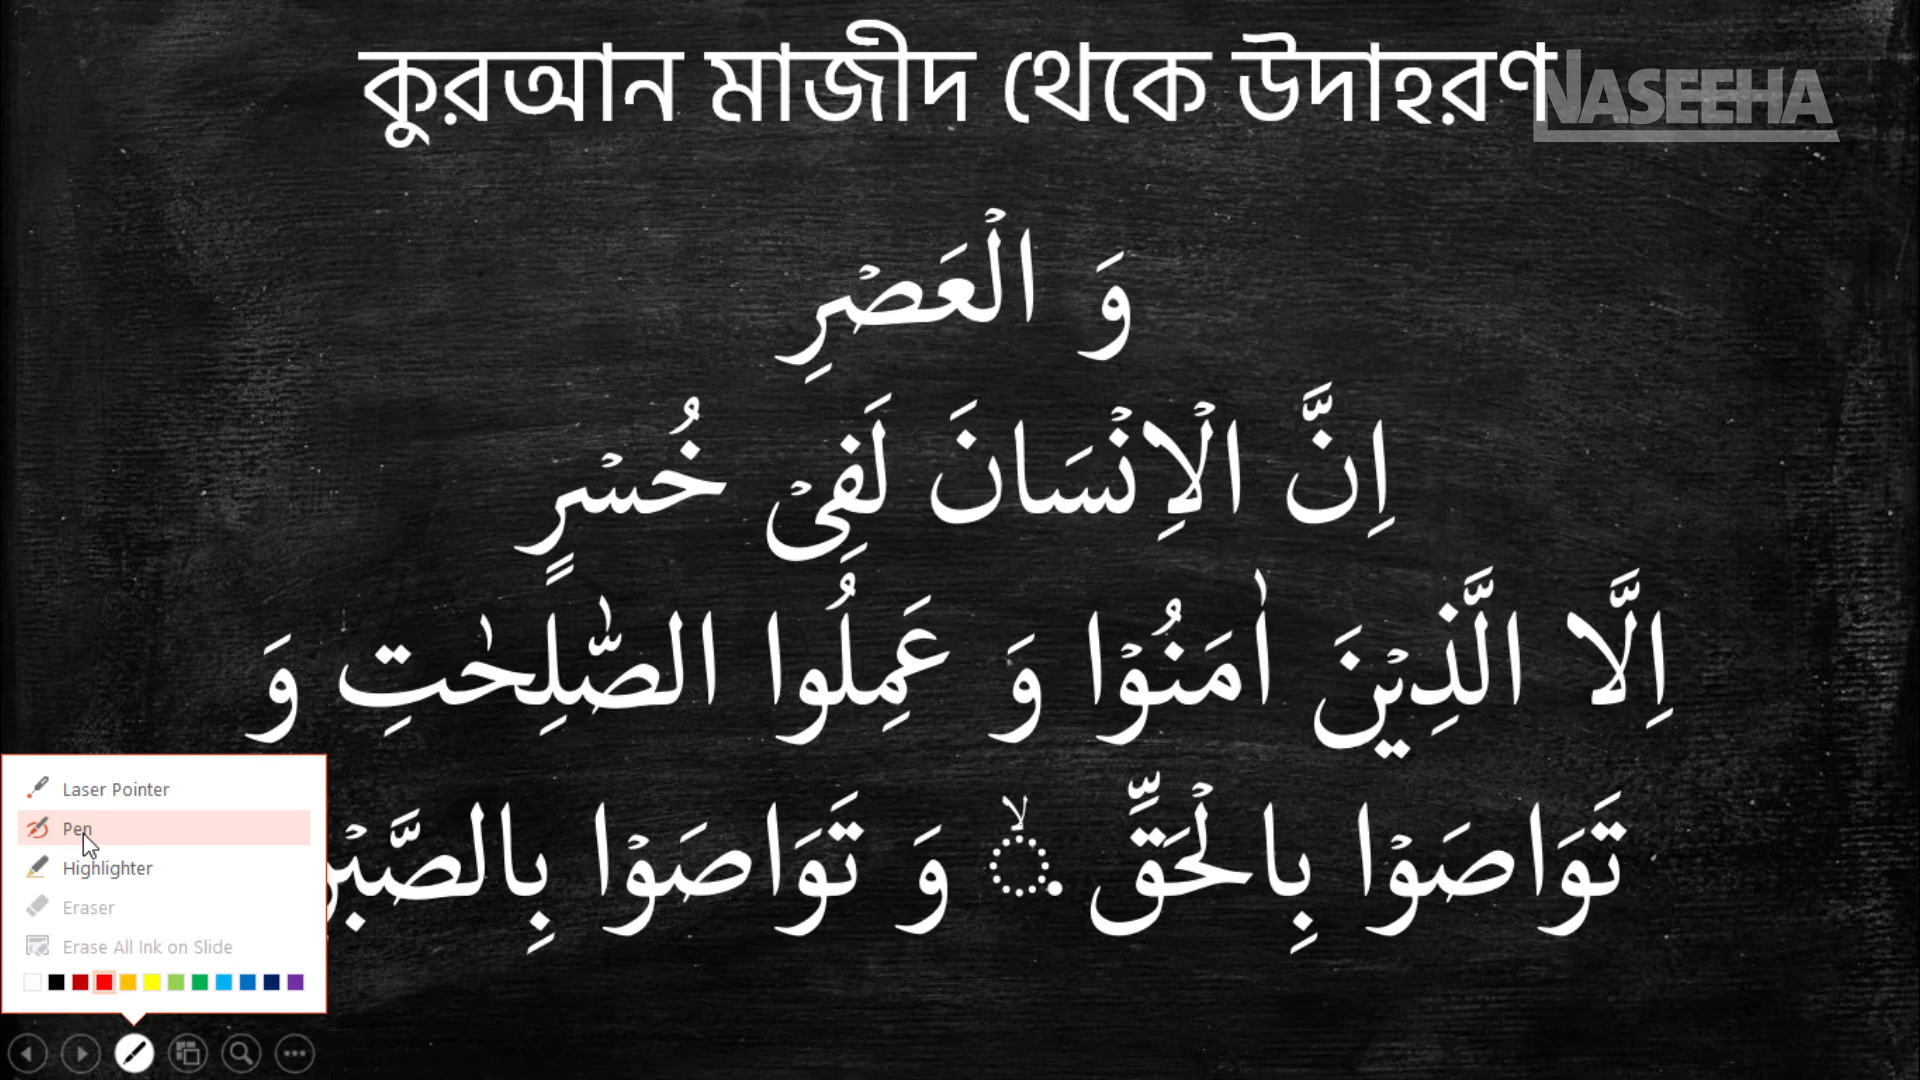 কুরআন মাজীদ থেকে উদাহরণ
NASEEHA
وَ الْعَصْرِ
اِنَّ الْاِنْسَانَ لَفِیْ خُسْرٍ
اِلَّا الَّذِیْنَ اٰمَنُوْا وَ عَمِلُوا الصّٰلِحٰتِ وَ
تَوَاصَوْا بِالْحَقِّ ۙ۬ وَ تَوَاصَوْا بِالصَّبْرِ
Laser Pointer
Pen
Highlighter
Eraser
Erase All Ink on Slide